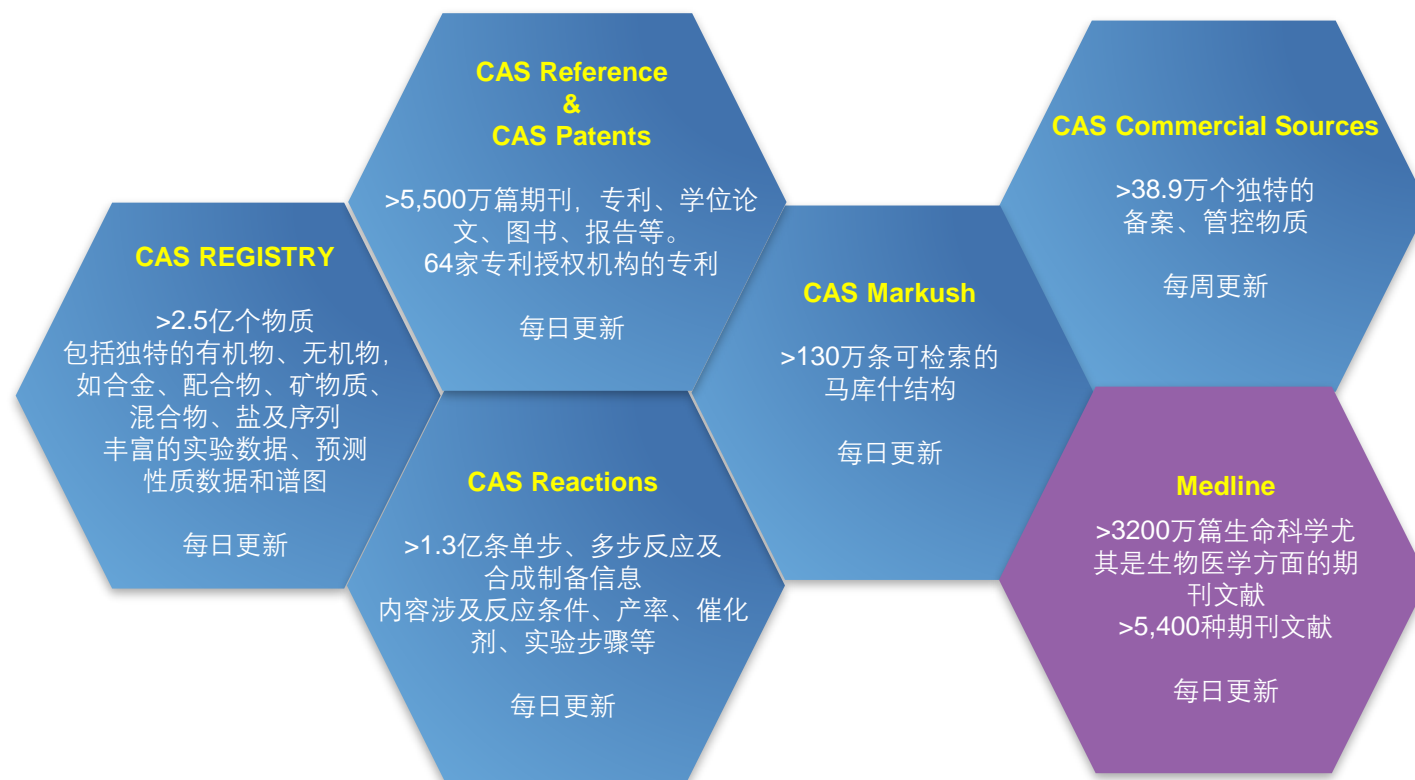 CAS Reference
&
CAS Patents
>5,500万篇期刊，专利、学位论
文、图书、报告等。
64家专利授权机构的专利
每日更新
CAS Commercial Sources
>38.9万个独特的
备案、管控物质
每周更新
CAS REGISTRY
>2.5亿个物质
包括独特的有机物、无机物，
如合金、配合物、矿物质、
混合物、盐及序列
丰富的实验数据、预测
性质数据和谱图
每日更新
CAS Markush
>130万条可检索的
马库什结构
每日更新
CAS Reactions
>1.3亿条单步、多步反应及
合成制备信息
内容涉及反应条件、产率、催化
剂、实验步骤等
每日更新
Medline
>3200万篇生命科学尤
其是生物医学方面的期
刊文献
>5,400种期刊文献
每日更新